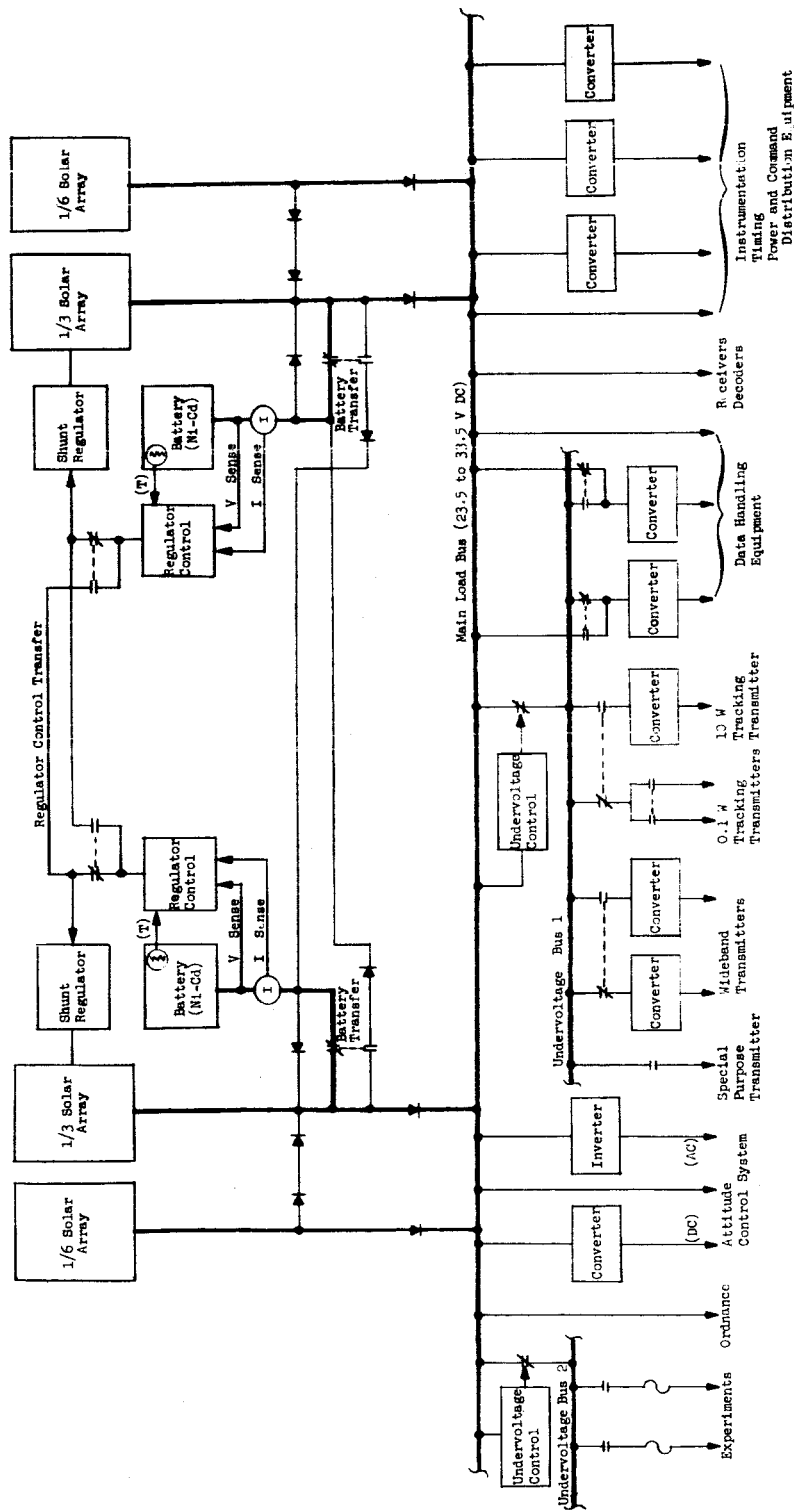 1/6 Solar
Array
1/3 Solar
Array
Shunt
Regulator
Regulator Control Transfer
Shunt
Regulator
1/3 Solar
Array
1/6 Solar
Array
Battery
(Ni-Cd)
(T)
Regulator
Control
V Sense
I Sense
I
Battery
Transfer
Regulator
Control
(T)
Battery
(Ni-Cd)
V Sense
I Sense
I
Battery
Transfer
Main Load Bus (23.5 to 33.5 V DC)
Undervoltage
Control
Undervoltage Bus 2
Experiments
Ordnance
Converter
(DC)
Inverter
(AC)
Attitude
Control System
Undervoltage Bus 1
Undervoltage
Control
Special
Purpose
Transmitter
Converter
Converter
Wideband
Transmitters
0.1 W
Tracking
Transmitters
Converter
10 W
Tracking
Transmitter
Converter
Converter
Data Handling
Equipment
Receivers
Decoders
Converter
Converter
Converter
Instrumentation
Timing
Power and Command
Distribution Equipment